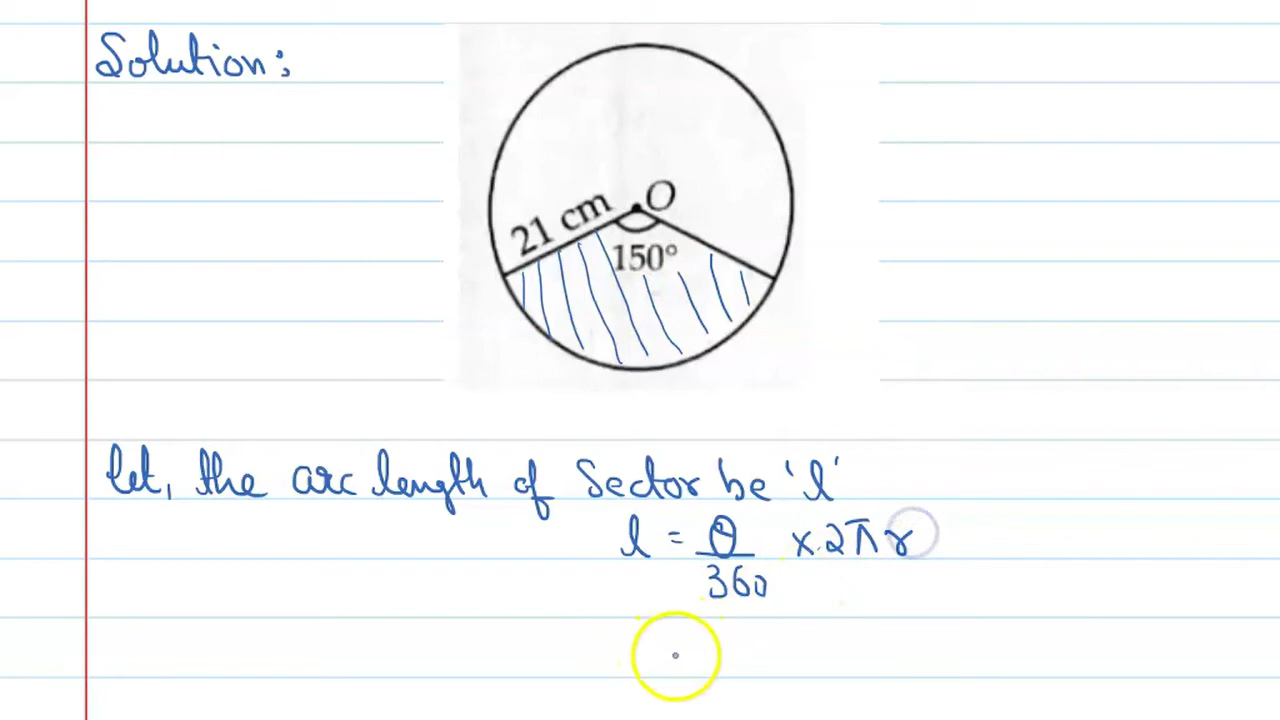 Solution:
21 cm
O
150°
let, the arc length of Sector be 'l'
l = θ/360 × 2πr